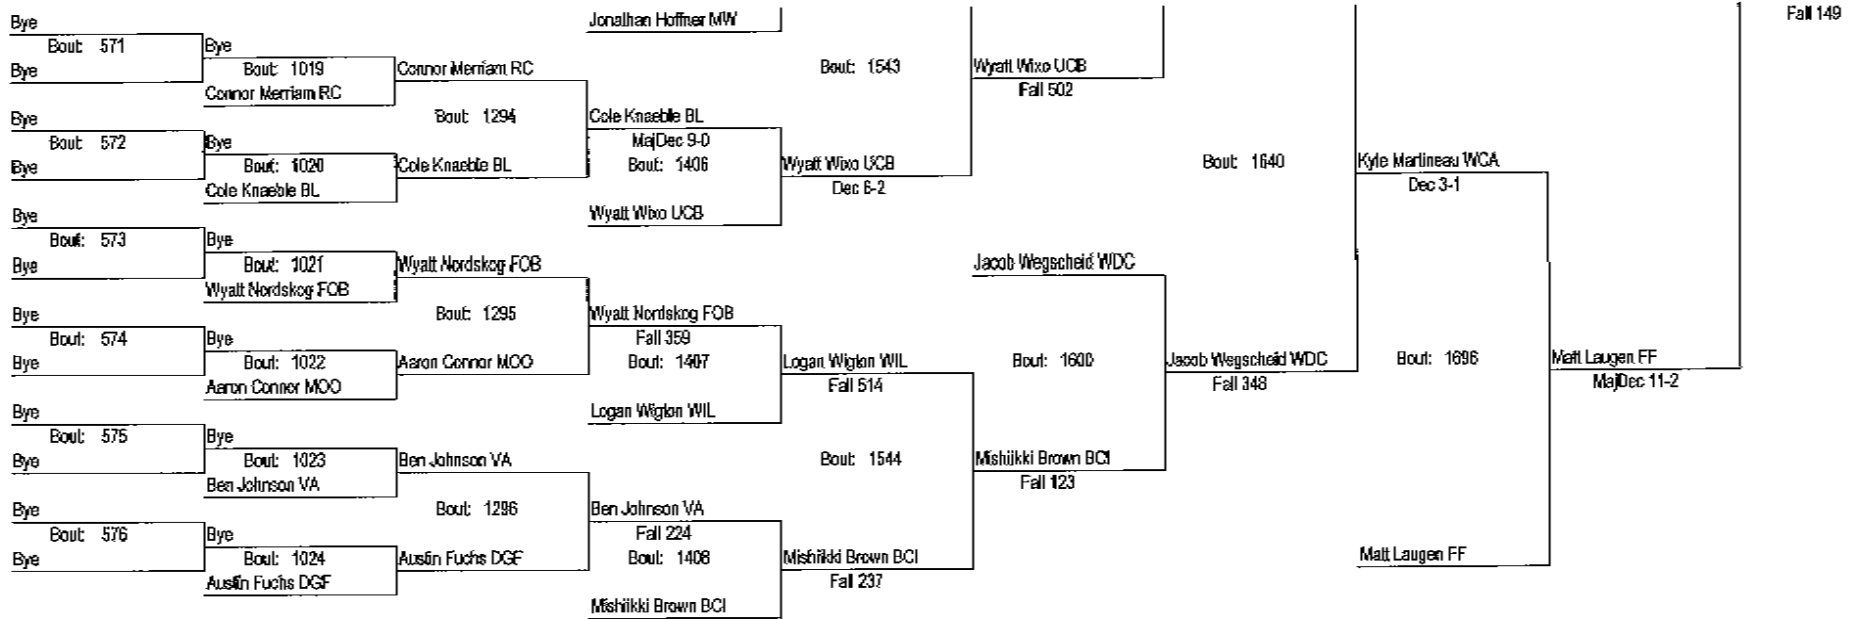 Bye
Bout: 571
Bye
Bye
Bout: 572
Bye
Bye
Bout: 573
Bye
Bye
Bout: 574
Bye
Bye
Bout: 575
Bye
Bye
Bout: 576
Bye
Bye
Bout: 1019
Connor Merriam RC
Bye
Bout: 1020
Cole Knaeble BL
Bye
Bout: 1021
Wyatt Nordskog FOB
Bye
Bout: 1022
Aaron Connor MOO
Bye
Bout: 1023
Ben Johnson VA
Bye
Bout: 1024
Austin Fuchs DGF
Connor Merriam RC
Bout: 1294
Cole Knaeble BL
Wyatt Nordskog FOB
Bout: 1295
Aaron Connor MOO
Ben Johnson VA
Bout: 1296
Austin Fuchs DGF
Jonathan Hoffner MW
Cole Knaeble BL
MajDec 9-0
Bout: 1406
Wyatt Wixo UCB
Wyatt Nordskog FOB
Fall 359
Bout: 1407
Logan Wigton WIL
Ben Johnson VA
Fall 224
Bout: 1408
Mishiikki Brown BCI
Bout: 1543
Wyatt Wixo UCB
Dec 6-2
Logan Wigton WIL
Fall 514
Bout: 1544
Mishiikki Brown BCI
Fall 237
Wyatt Wixo UCB
Fall 502
Jacob Wegscheid WDC
Bout: 1600
Mishiikki Brown BCI
Fall 123
Bout: 1640
Jacob Wegscheid WDC
Fall 348
Kyle Martineau WCA
Dec 3-1
Bout: 1696
Matt Laugen FF
Matt Laugen FF
MajDec 11-2
Fall 149